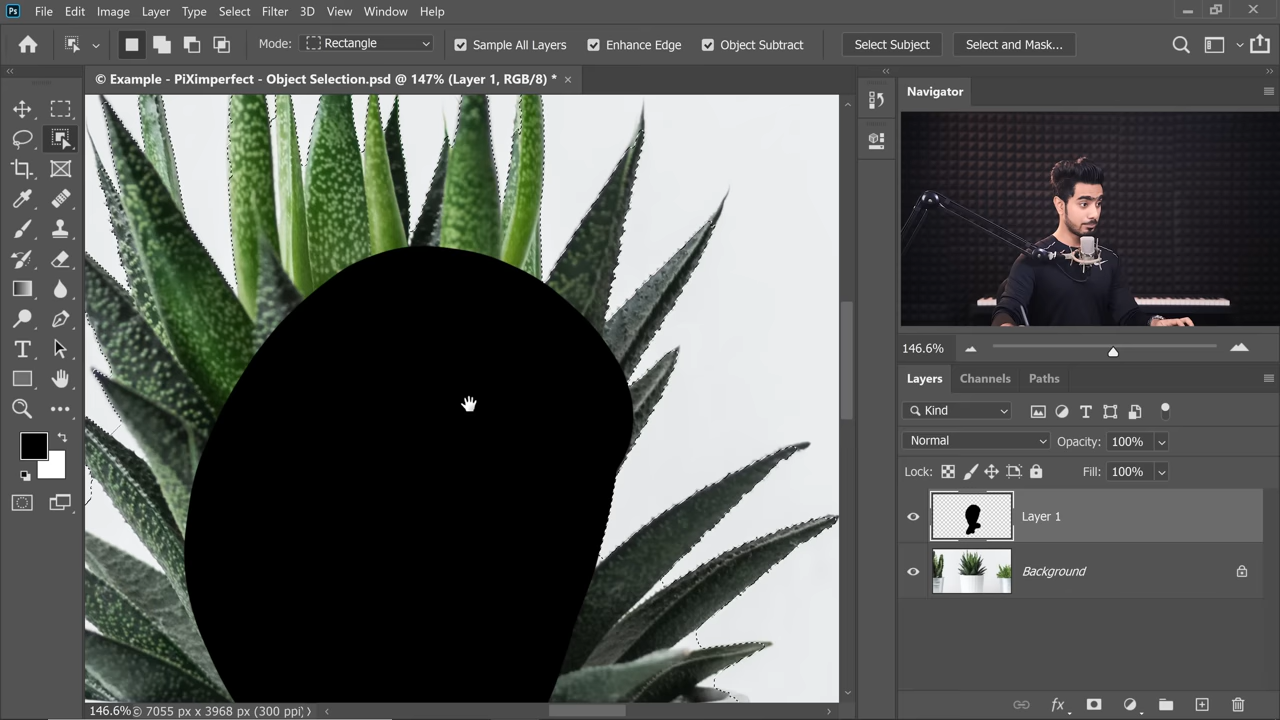 Ps File Edit Image Layer Type Select Filter 3D View Window Help
Mode: Rectangle Sample All Layers Enhance Edge Object Subtract Select Subject Select and Mask...
© Example - PiXimperfect - Object Selection.psd @ 147% (Layer 1, RGB/8) * ×
Navigator
146.6%
Layers Channels Paths
Kind
Normal Opacity: 100%
Lock: Fill: 100%
Layer 1
Background
146.6% © 7055 px x 3968 px (300 ppi)